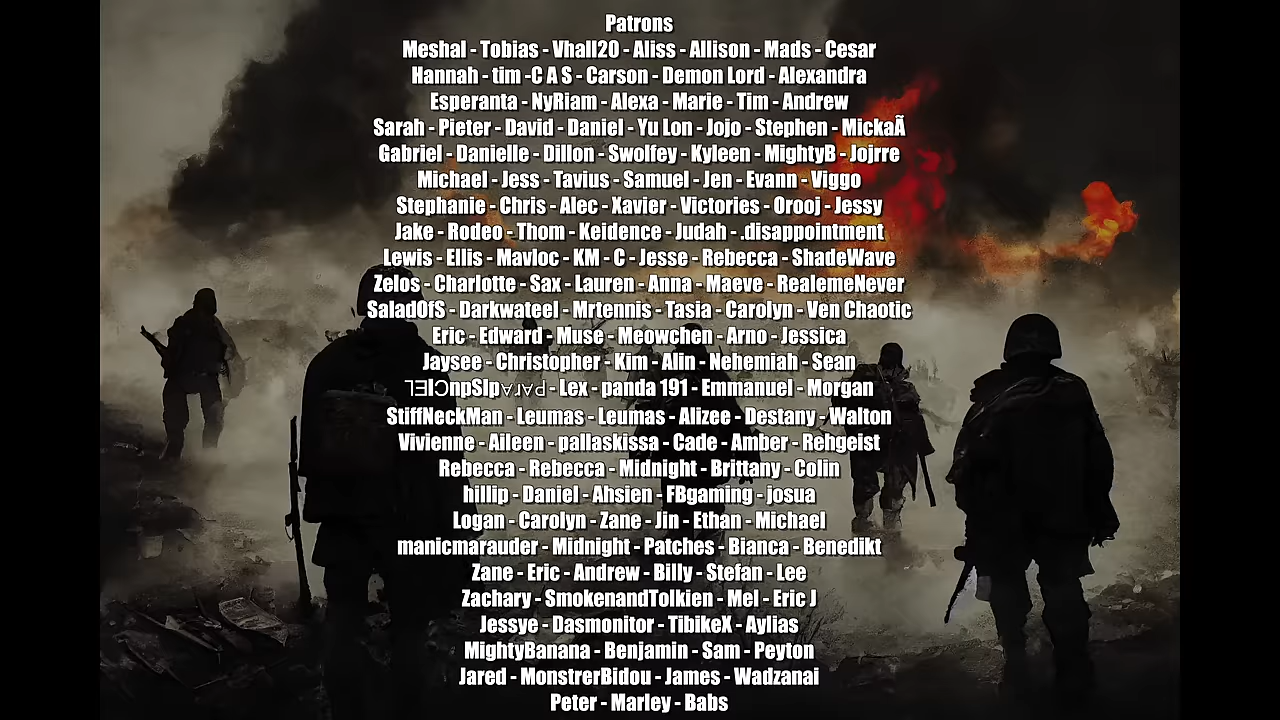 Patrons
Meshal - Tobias - Vhall20 - Aliss - Allison - Mads - Cesar
Hannah - tim -C A S - Carson - Demon Lord - Alexandra
Esperanta - NyRiam - Alexa - Marie - Tim - Andrew
Sarah - Pieter - David - Daniel - Yu Lon - Jojo - Stephen - MickaÃ
Gabriel - Danielle - Dillon - Swolfey - Kyleen - MightyB - Jojrre
Michael - Jess - Tavius - Samuel - Jen - Evann - Viggo
Stephanie - Chris - Alec - Xavier - Victories - Orooj - Jessy
Jake - Rodeo - Thom - Keidence - Judah - .disappointment
Lewis - Ellis - Mavloc - KM - C - Jesse - Rebecca - ShadeWave
Zelos - Charlotte - Sax - Lauren - Anna - Maeve - RealemeNever
SaladOfS - Darkwateel - Mrtennis - Tasia - Carolyn - Ven Chaotic
Eric - Edward - Muse - Meowchen - Arno - Jessica
Jaysee - Christopher - Kim - Alin - Nehemiah - Sean
- Lex - panda 191 - Emmanuel - Morgan
StiffNeckMan - Leumas - Leumas - Alizee - Destany - Walton
Vivienne - Aileen - pallaskissa - Cade - Amber - Rehgeist
Rebecca - Rebecca - Midnight - Brittany - Colin
hillip - Daniel - Ahsien - FBgaming - josua
Logan - Carolyn - Zane - Jin - Ethan - Michael
manicmarauder - Midnight - Patches - Bianca - Benedikt
Zane - Eric - Andrew - Billy - Stefan - Lee
Zachary - SmokenandTolkien - Mel - Eric J
Jessye - Dasmonitor - TibikeX - Aylias
MightyBanana - Benjamin - Sam - Peyton
Jared - MonstrerBidou - James - Wadzanai
Peter - Marley - Babs